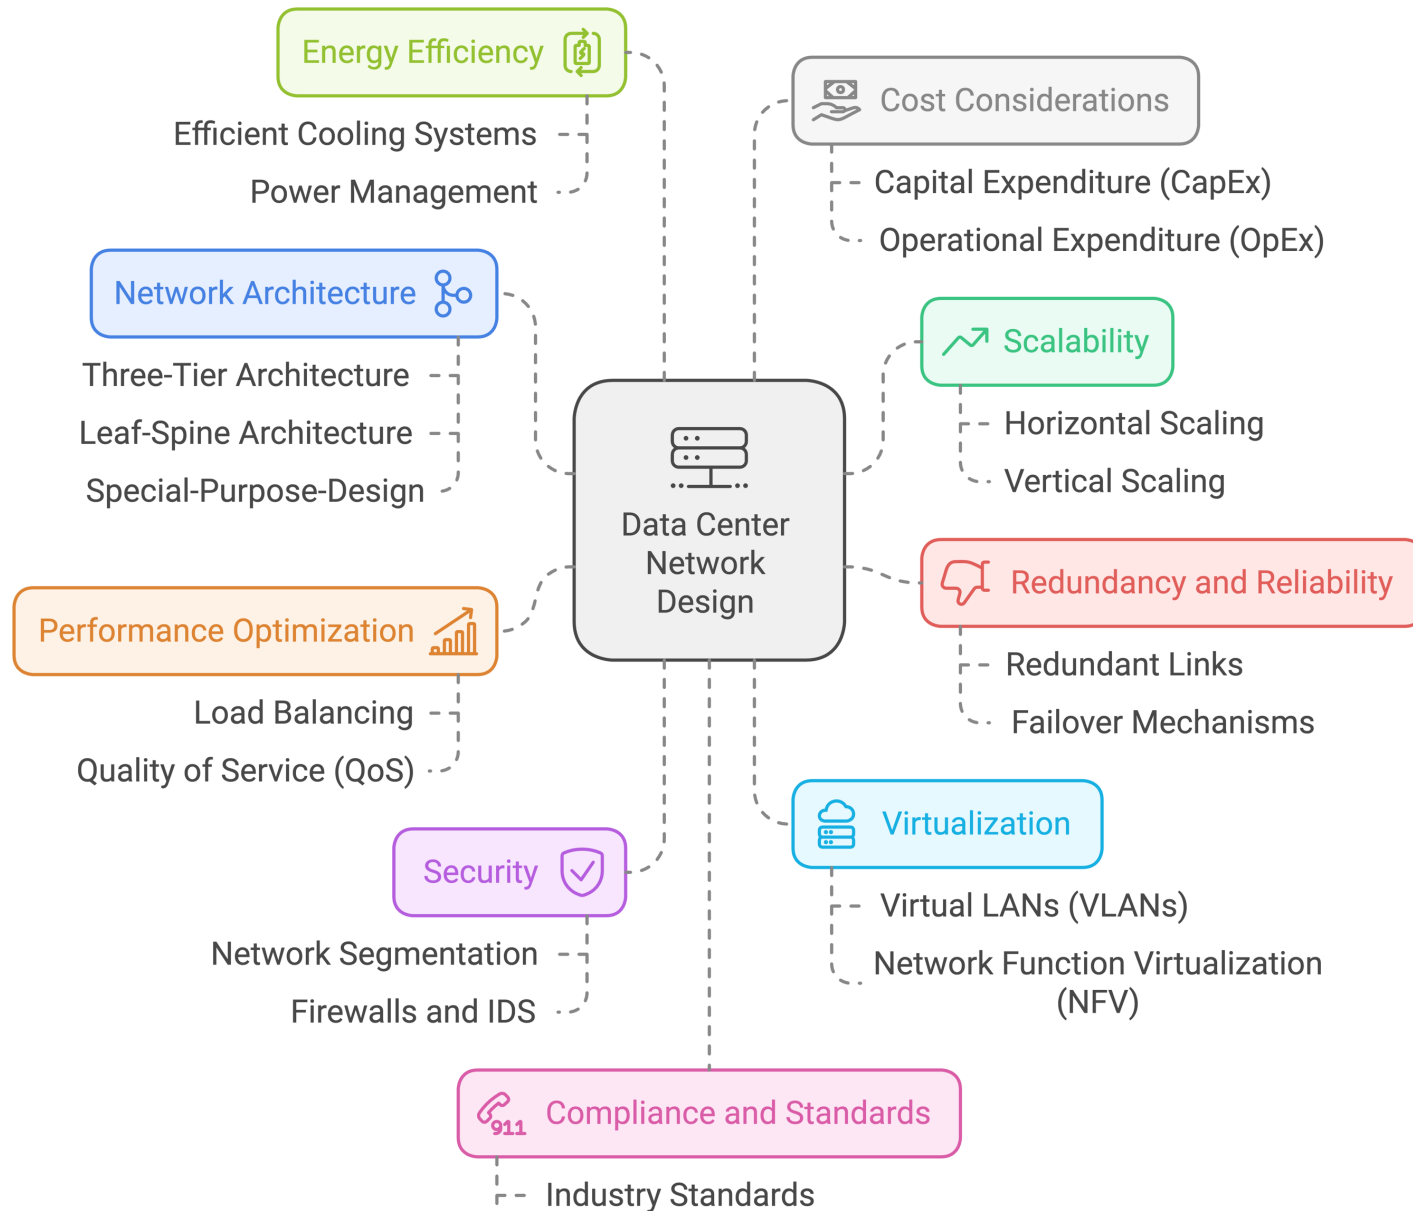 Energy Efficiency
Efficient Cooling Systems
Power Management
Cost Considerations
Capital Expenditure (CapEx)
Operational Expenditure (OpEx)
Network Architecture
Three-Tier Architecture
Leaf-Spine Architecture
Special-Purpose-Design
Scalability
Horizontal Scaling
Vertical Scaling
Data Center
Network
Design
Redundancy and Reliability
Redundant Links
Failover Mechanisms
Performance Optimization
Load Balancing
Quality of Service (QoS)
Virtualization
Virtual LANs (VLANs)
Network Function Virtualization
(NFV)
Security
Network Segmentation
Firewalls and IDS
911
Compliance and Standards
Industry Standards